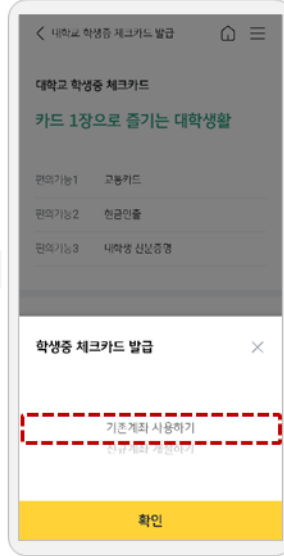 대학교 학생증 체크카드 발급
대학교 학생증 체크카드
카드 1장으로 즐기는 대학생활
편의기능1 교통카드
편의기능2 현금인출
편의기능3 대학생 신분증명
학생증 체크카드 발급
기존계좌 사용하기
신규계좌 개설하기
확인